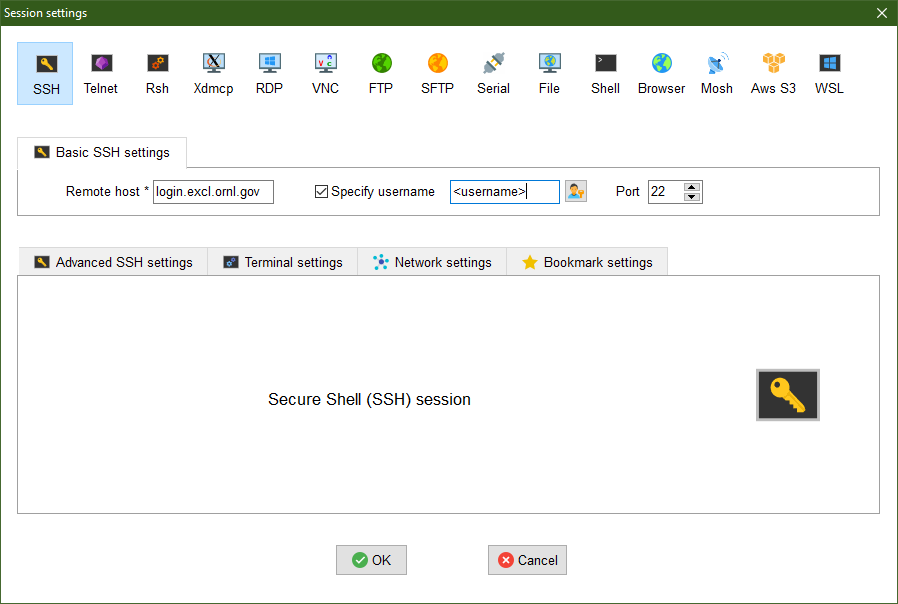 Session settings
SSH Telnet Rsh Xdmcp RDP VNC FTP SFTP Serial File Shell Browser Mosh Aws S3 WSL
Basic SSH settings
Remote host * login.excl.ornl.gov Specify username <username> Port 22
Advanced SSH settings Terminal settings Network settings Bookmark settings
Secure Shell (SSH) session
OK Cancel